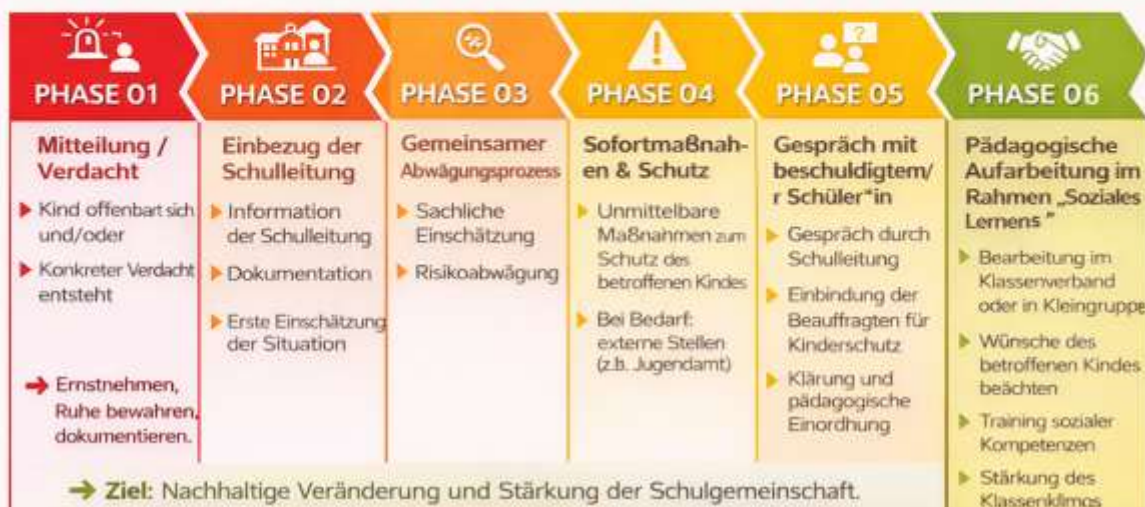 PHASE 01
Mitteilung /
Verdacht
Kind offenbart sich
und/oder
Konkreter Verdacht
entsteht
→ Ernstnehmen,
Ruhe bewahren,
dokumentieren.
PHASE 02
Einbezug der
Schulleitung
Information
der Schulleitung
Dokumentation
Erste Einschätzung
der Situation
PHASE 03
Gemeinsamer
Abwägungsprozess
Sachliche
Einschätzung
Risikoabwägung
PHASE 04
Sofortmaßnah-
en & Schutz
Unmittelbare
Maßnahmen zum
Schutz des
betroffenen Kindes
Bei Bedarf:
externe Stellen
(z.b. Jugendamt)
PHASE 05
Gespräch mit
beschuldigtem/
r Schüler*in
Gespräch durch
Schulleitung
Einbindung der
Beauffragten für
Kinderschutz
Klärung und
pädagogische
Einordhung
PHASE 06
Pädagogische
Aufarbeitung im
Rahmen „Soziales
Lernens"
Bearbeitung im
Klassenverband
oder in Kleingruppe
Wünsche des
betroffenen Kindes
beächten
Training sozialer
Kompetenzen
Stärkung des
Klassenklimqs
→ Ziel: Nachhaltige Veränderung und Stärkung der Schulgemeinschaft.